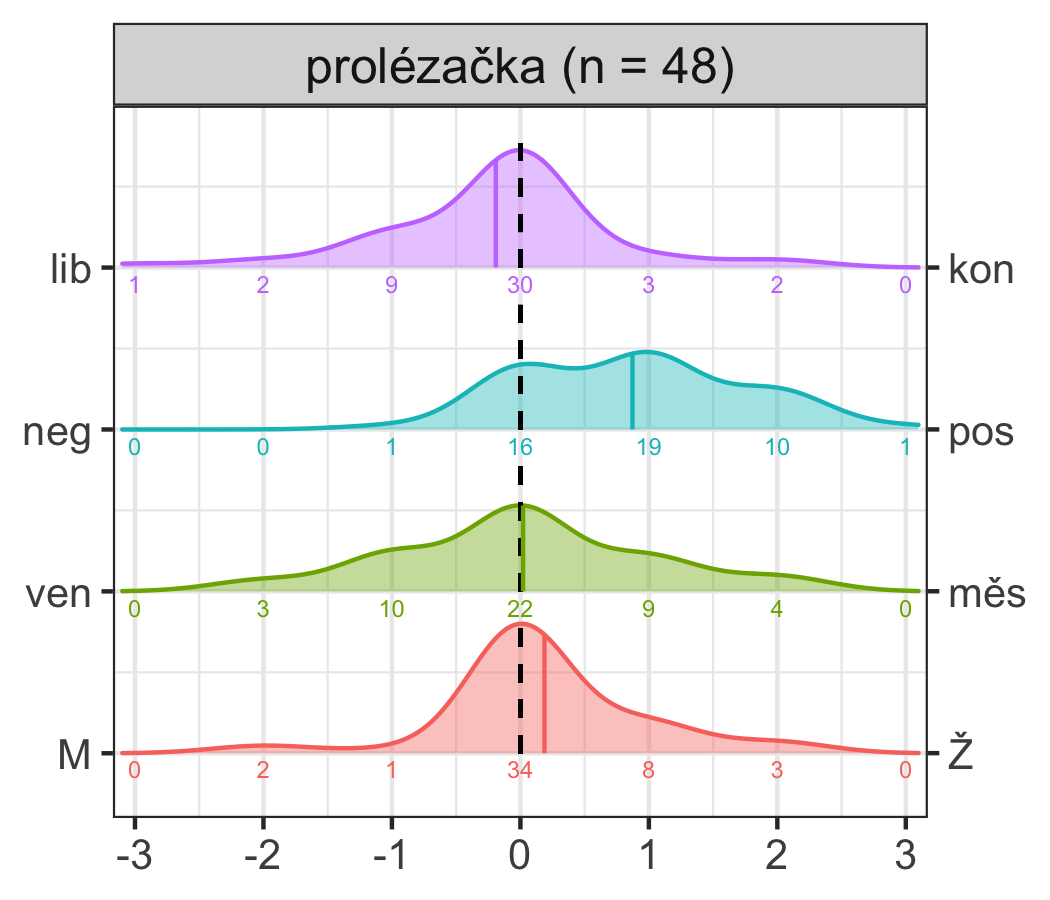 prolézačka (n = 48)
lib kon
1 2 9 30 3 2 0
neg pos
0 0 1 16 19 10 1
ven měs
0 3 10 22 9 4 0
M Ž
0 2 1 34 8 3 0
-3 -2 -1 0 1 2 3